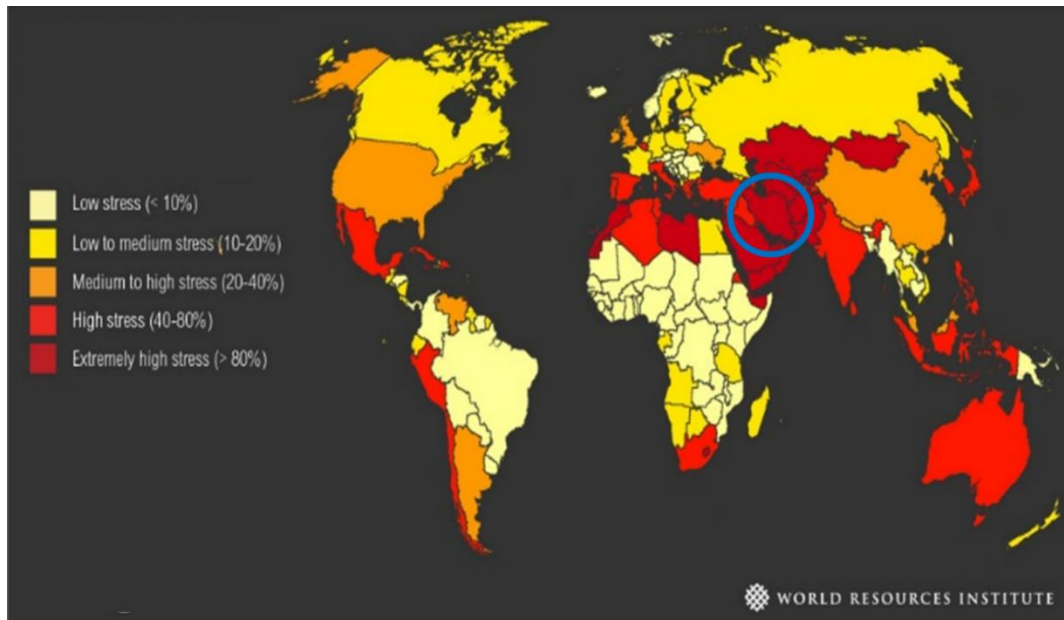 Low stress (< 10%)
Low to medium stress (10-20%)
Medium to high stress (20-40%)
High stress (40-80%)
Extremely high stress (> 80%)
WORLD RESOURCES INSTITUTE